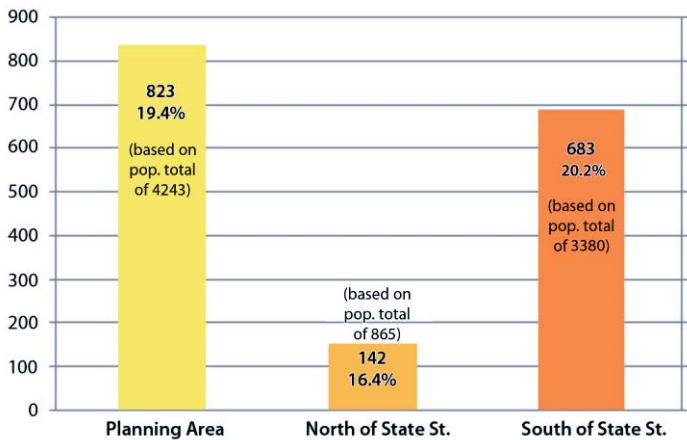 900
800
700
600
500
400
300
200
100
0
823
19.4%
(based on
pop. total
of 4243)
(based on
pop. total
of 865)
142
16.4%
683
20.2%
(based on
pop. total
of 3380)
Planning Area
North of State St.
South of State St.